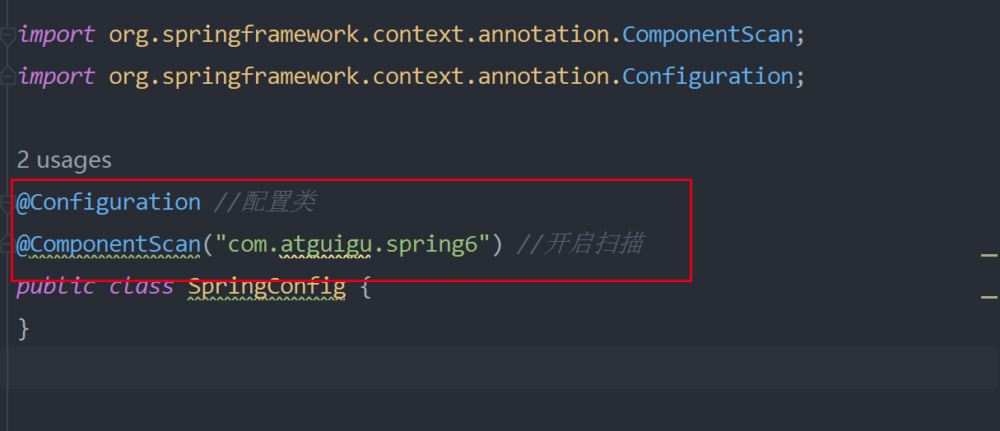 import org.springframework.context.annotation.ComponentScan;
import org.springframework.context.annotation.Configuration;
2 usages
@Configuration //配置类
@ComponentScan("com.atguigu.spring6") //开启扫描
public class SpringConfig {
}